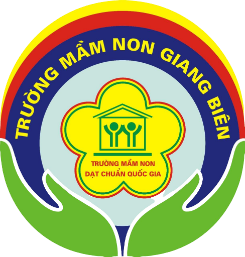 TRƯỜNG MẦM NON GIANG BIÊN
TRƯỜNG MẦM NON
ĐẠT CHUẨN QUỐC GIA